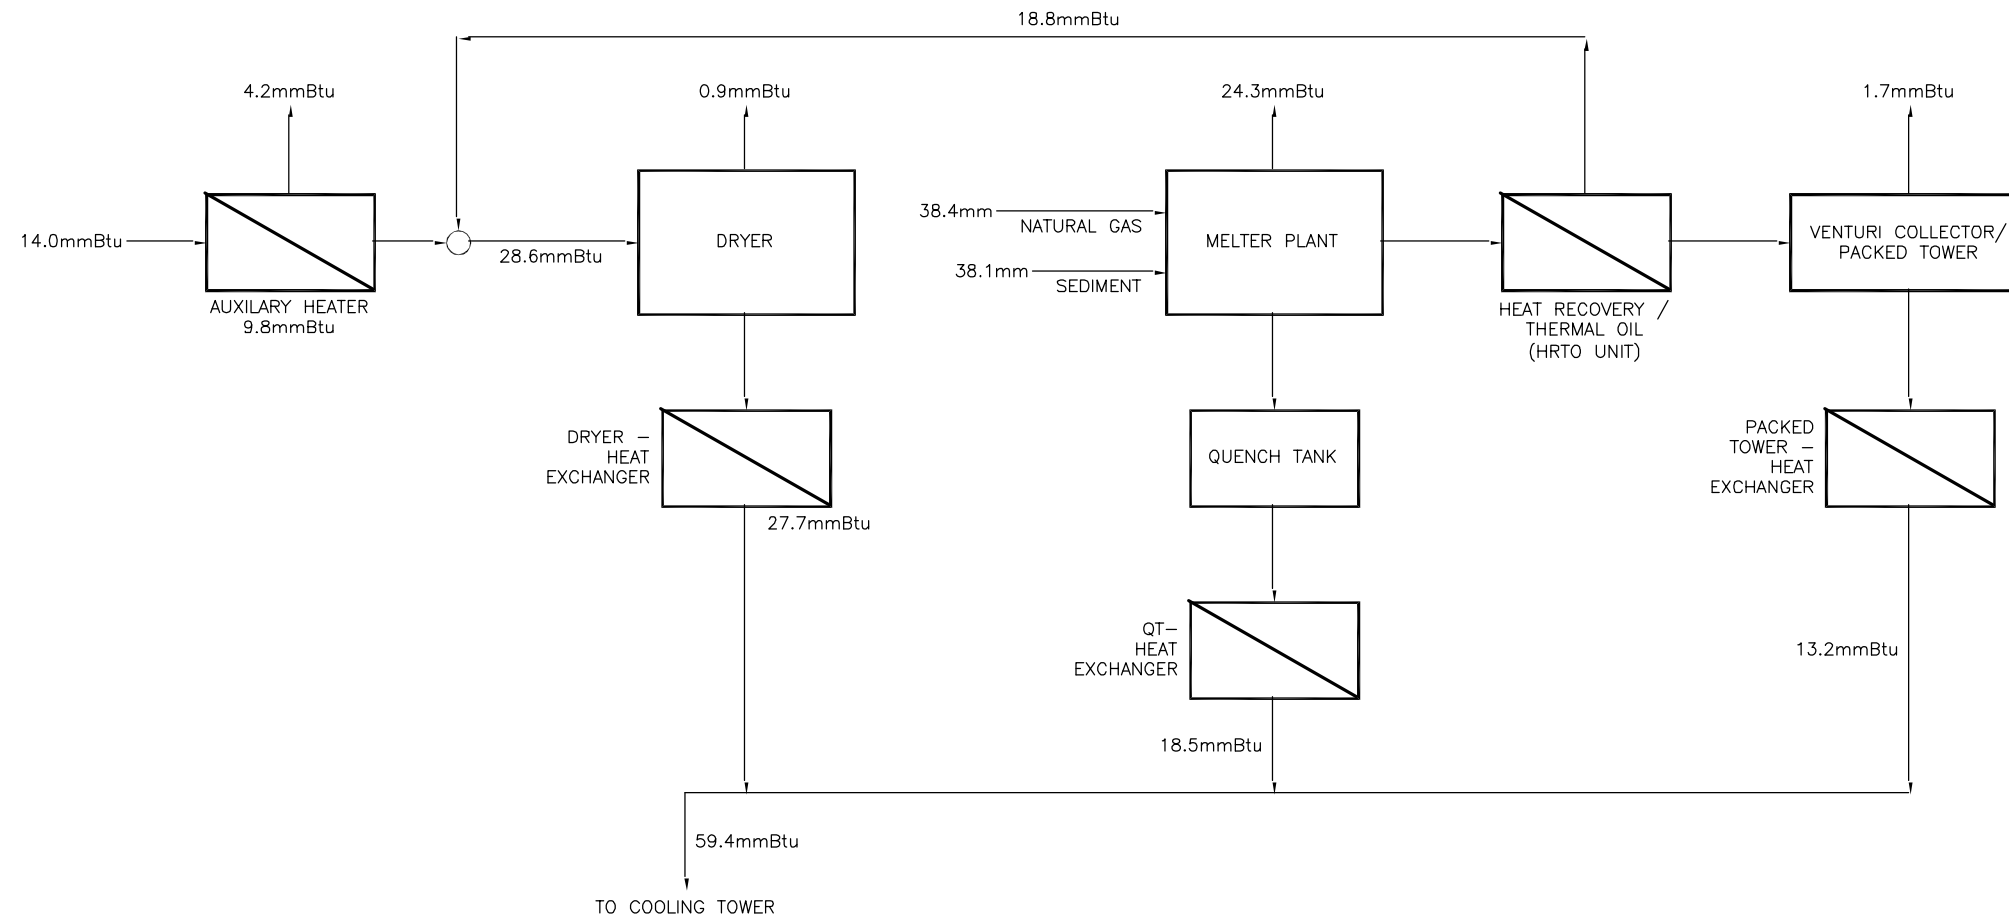 18.8mmBtu
4.2mmBtu
0.9mmBtu
24.3mmBtu
1.7mmBtu
14.0mmBtu
AUXILARY HEATER
9.8mmBtu
28.6mmBtu
DRYER
38.4mm
NATURAL GAS
38.1mm
SEDIMENT
MELTER PLANT
HEAT RECOVERY /
THERMAL OIL
(HRTO UNIT)
VENTURI COLLECTOR/
PACKED TOWER
DRYER –
HEAT
EXCHANGER
27.7mmBtu
QUENCH TANK
PACKED
TOWER –
HEAT
EXCHANGER
QT–
HEAT
EXCHANGER
13.2mmBtu
18.5mmBtu
59.4mmBtu
TO COOLING TOWER